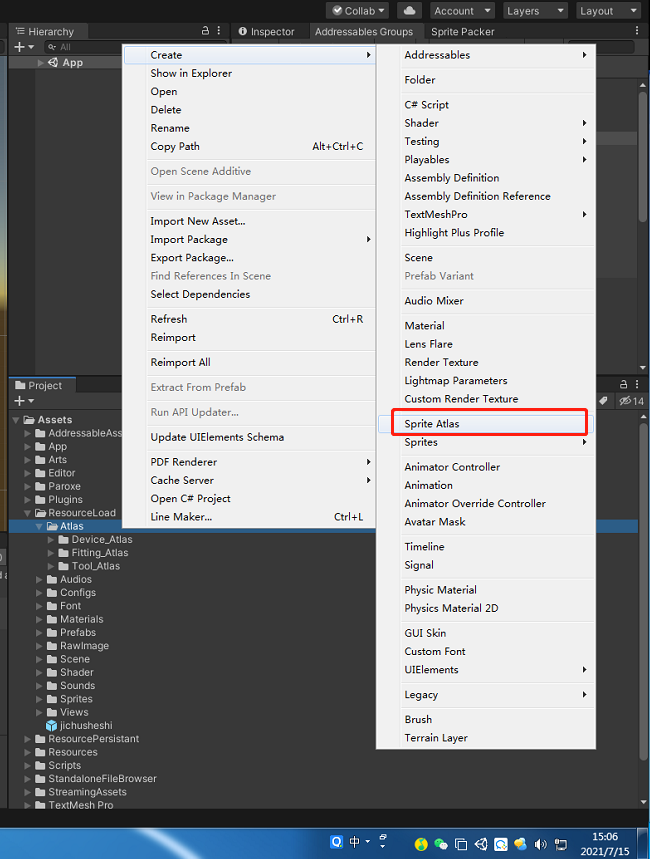 Collab
Account
Layers
Layout
Hierarchy
Inspector
Addressables Groups
Sprite Packer
All
App
Create
Show in Explorer
Open
Delete
Rename
Copy Path Alt+Ctrl+C
Open Scene Additive
View in Package Manager
Import New Asset...
Import Package
Export Package...
Find References In Scene
Select Dependencies
Refresh Ctrl+R
Reimport
Reimport All
Extract From Prefab
Run API Updater...
Update UIElements Schema
PDF Renderer
Cache Server
Open C# Project
Line Maker... Ctrl+L
Addressables
Folder
C# Script
Shader
Testing
Playables
Assembly Definition
Assembly Definition Reference
TextMeshPro
Highlight Plus Profile
Scene
Prefab Variant
Audio Mixer
Material
Lens Flare
Render Texture
Lightmap Parameters
Custom Render Texture
Sprite Atlas
Sprites
Animator Controller
Animation
Animator Override Controller
Avatar Mask
Timeline
Signal
Physic Material
Physics Material 2D
GUI Skin
Custom Font
UIElements
Legacy
Brush
Terrain Layer
Project
14
Assets
AddressableAss
App
Arts
Editor
Paroxe
Plugins
ResourceLoad
Atlas
Device_Atlas
Fitting_Atlas
Tool_Atlas
Audios
Configs
Font
Materials
Prefabs
RawImage
Scene
Shader
Sounds
Sprites
Views
jichusheshi
ResourcePersistant
Resources
Scripts
StandaloneFileBrowser
StreamingAssets
TextMesh Pro
中
15:06
2021/7/15